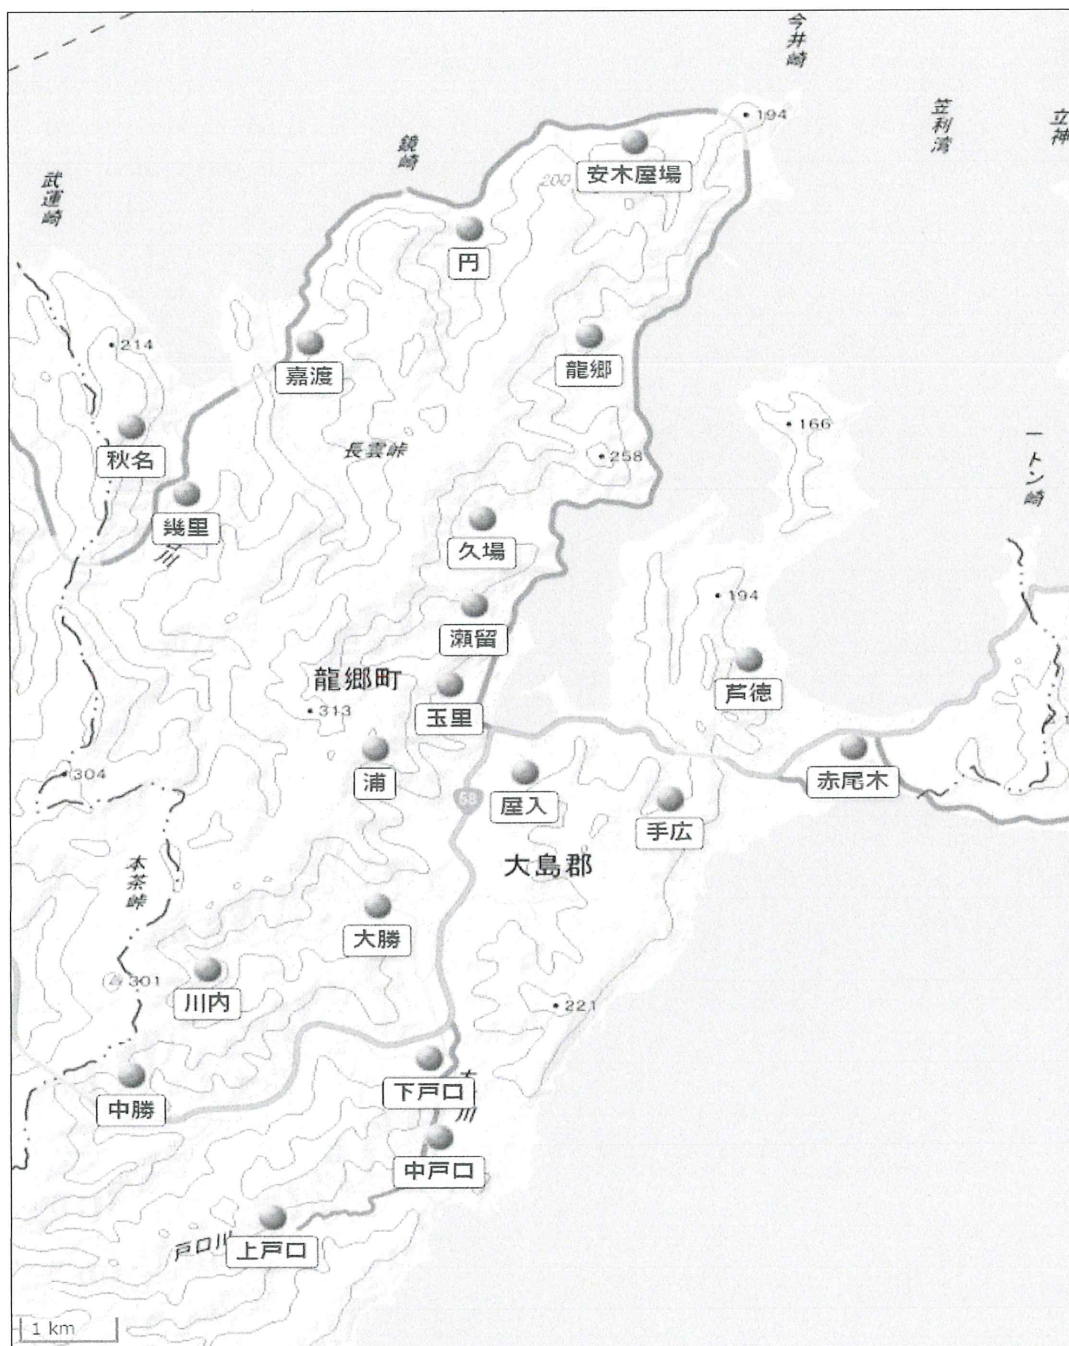 今井崎
194
笠利湾
立神
鏡崎
安木屋場
200
武運崎
円
214
嘉渡
龍郷
166
秋名
長雲峠
258
一トン崎
幾里
川
久場
194
瀬留
龍郷町
芦徳
玉里
313
304
浦
屋入
赤尾木
58
手広
本茶峠
大島郡
大勝
301
川内
221
下戸口
川
中勝
中戸口
戸口川
上戸口
1 km